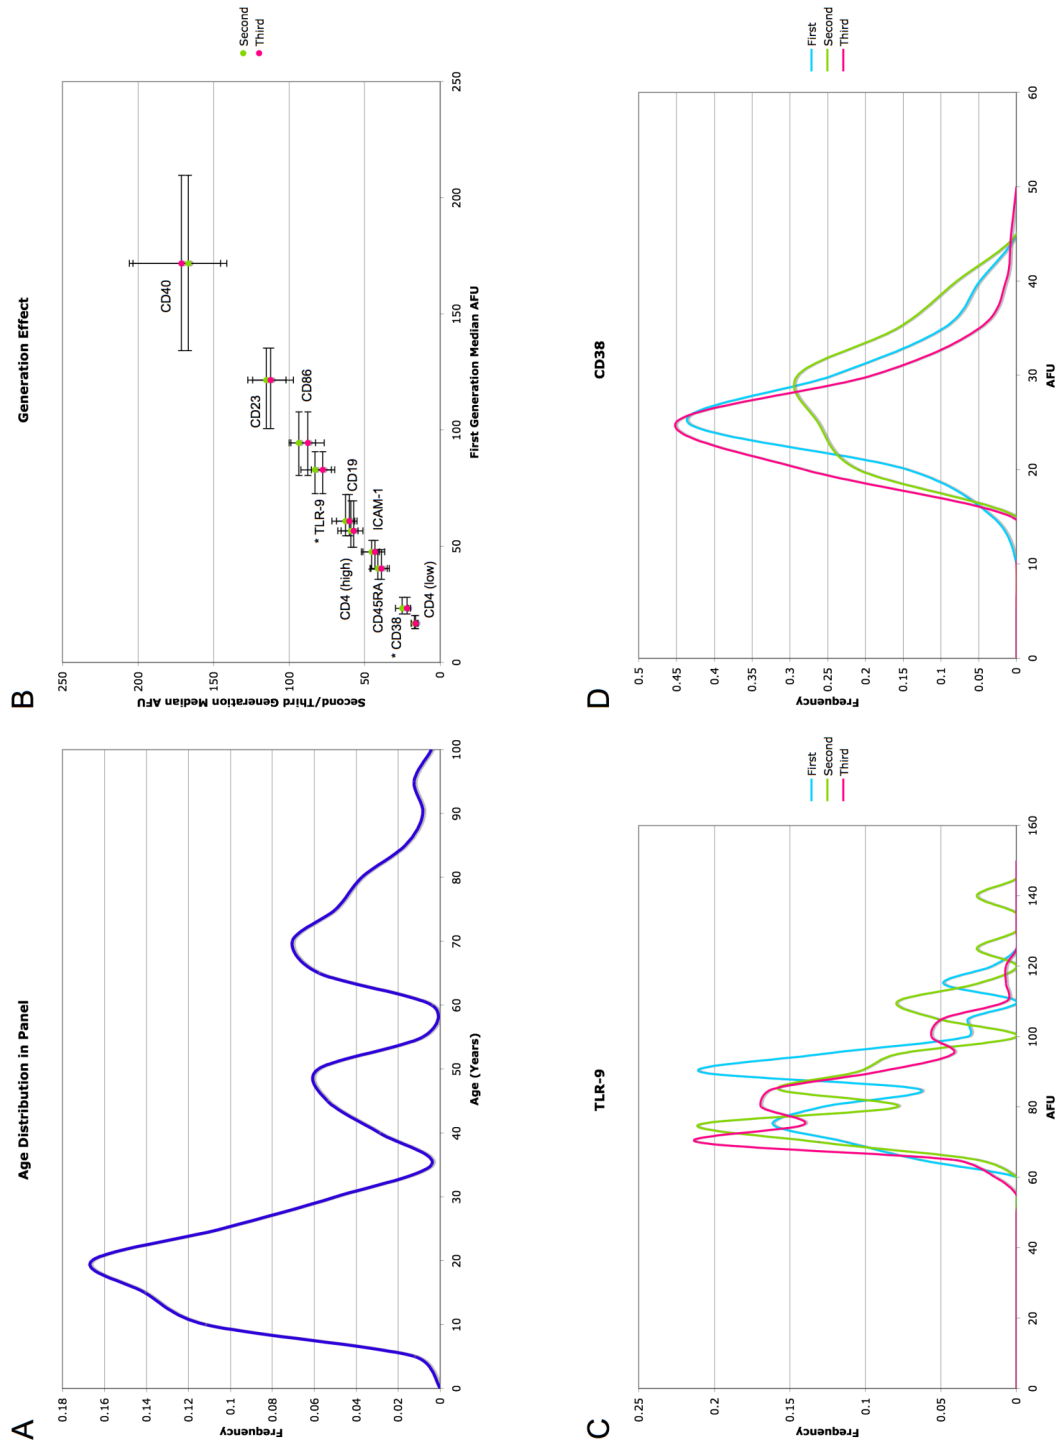 A
Age Distribution in Panel
Frequency
0.18
0.16
0.14
0.12
0.1
0.08
0.06
0.04
0.02
0
0 10 20 30 40 50 60 70 80 90 100
Age (Years)
B
Generation Effect
Second/Third Generation Median AFU
250
200
150
100
50
0
0 50 100 150 200 250
First Generation Median AFU
CD40
CD23
CD86
* TLR-9
CD19
CD4 (high)
ICAM-1
CD45RA
* CD38
CD4 (low)
Second
Third
C
TLR-9
Frequency
0.25
0.2
0.15
0.1
0.05
0
0 20 40 60 80 100 120 140 160
AFU
First
Second
Third
D
CD38
Frequency
0.5
0.45
0.4
0.35
0.3
0.25
0.2
0.15
0.1
0.05
0
0 10 20 30 40 50 60
AFU
First
Second
Third